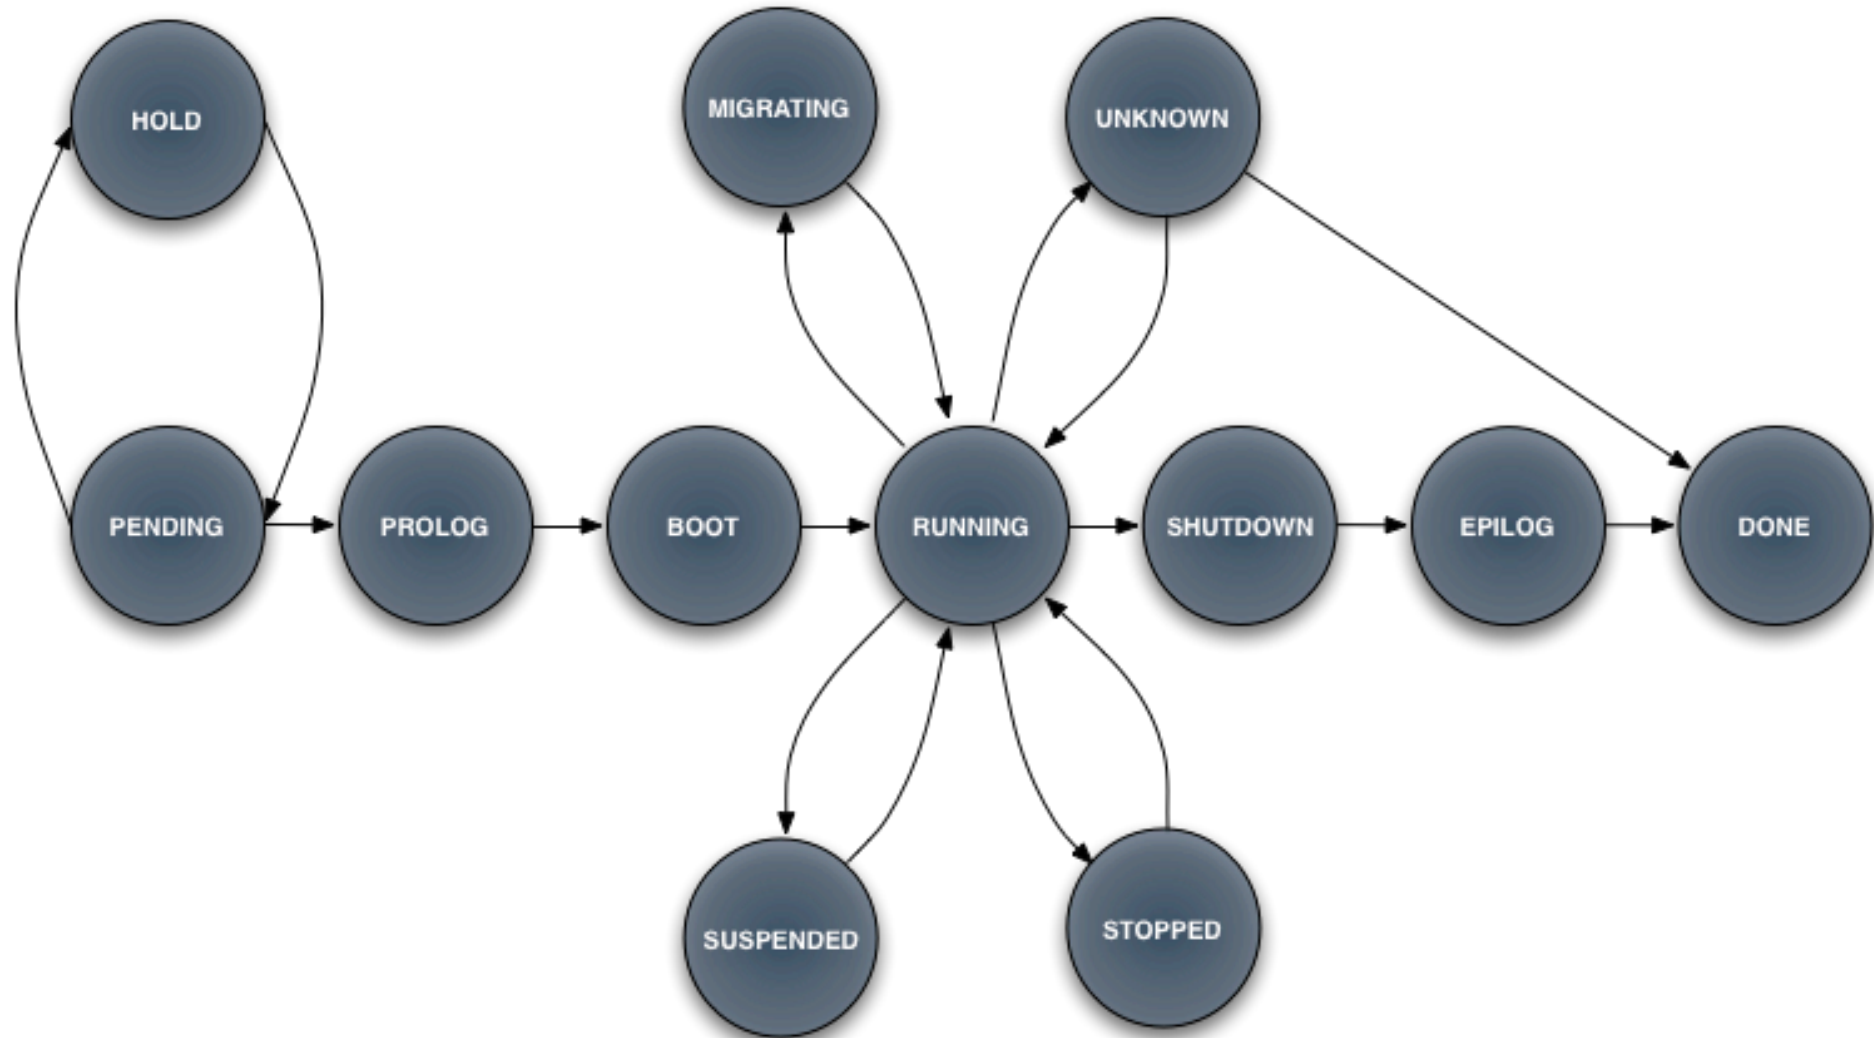 HOLD
MIGRATING
UNKNOWN
PENDING
PROLOG
BOOT
RUNNING
SHUTDOWN
EPILOG
DONE
SUSPENDED
STOPPED